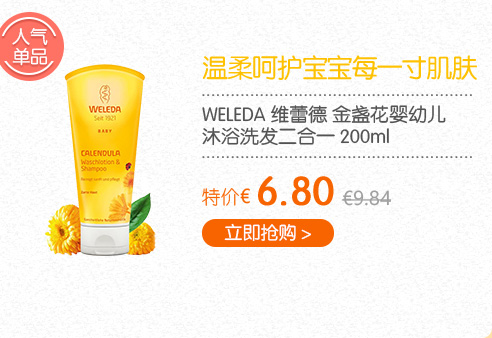 人气
单品
温柔呵护宝宝每一寸肌肤
WELEDA 维蕾德 金盏花婴幼儿
沐浴洗发二合一 200ml
特价€ 6.80 €9.84
立即抢购 >
WELEDA
Seit 1921
BABY
CALENDULA
Waschlotion &
Shampoo